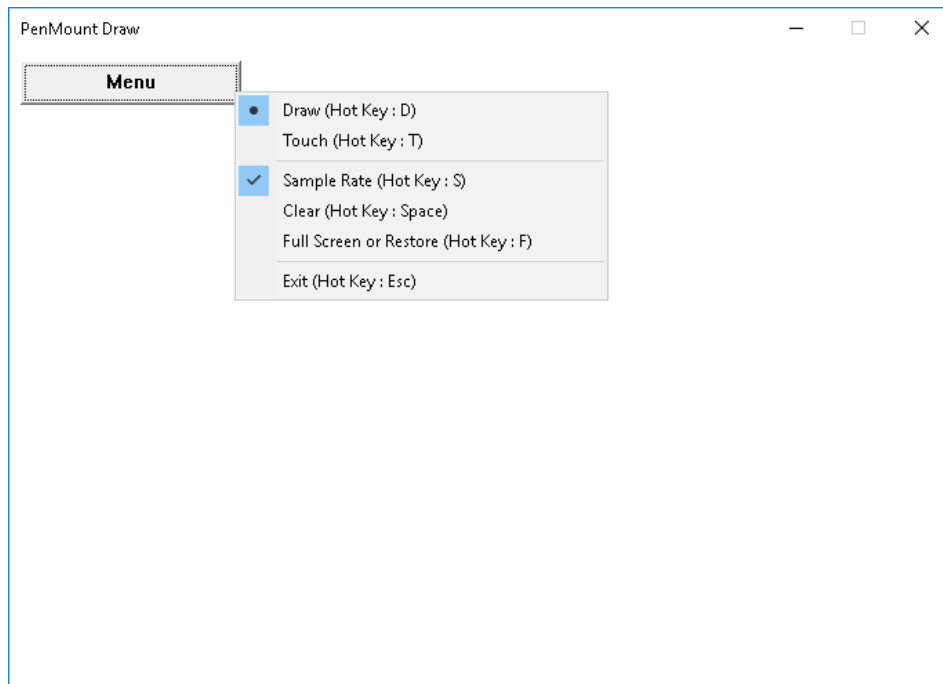 PenMount Draw
Menu
Draw (Hot Key : D)
Touch (Hot Key : T)
Sample Rate (Hot Key : S)
Clear (Hot Key : Space)
Full Screen or Restore (Hot Key : F)
Exit (Hot Key : Esc)